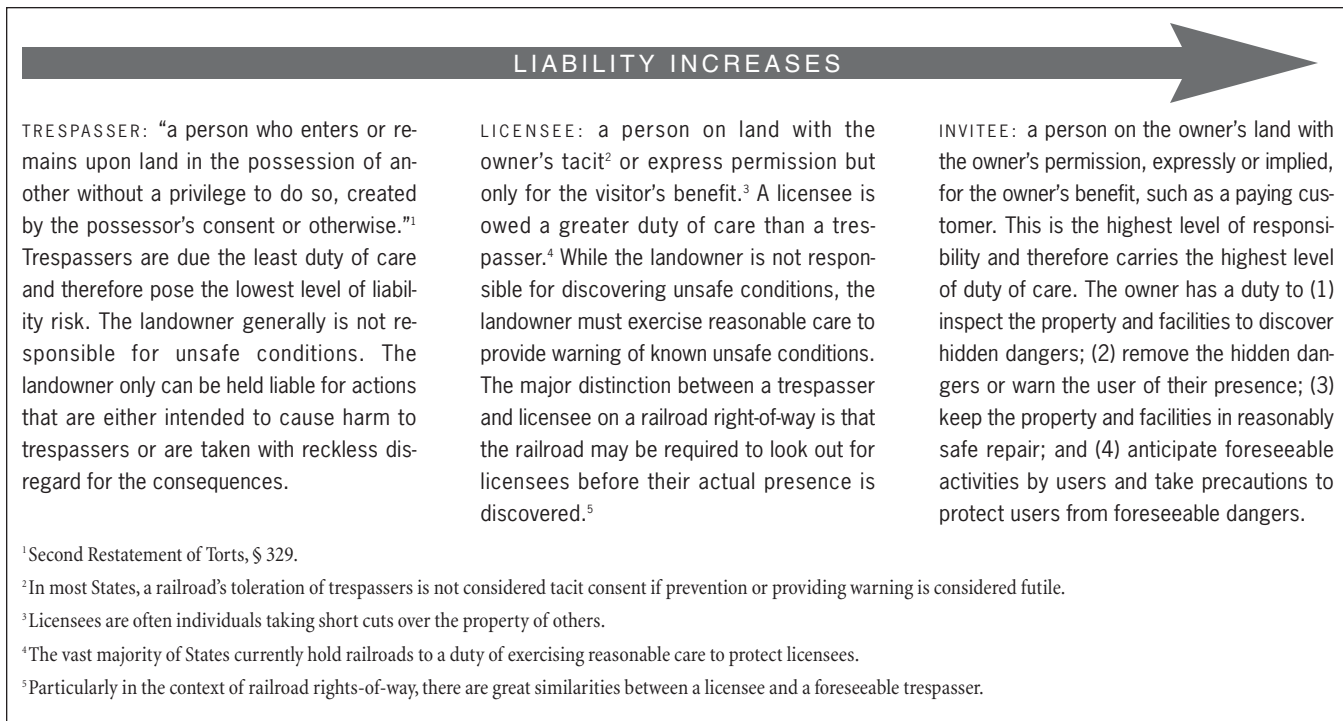 LIABILITY INCREASES
TRESPASSER: “a person who enters or re-
mains upon land in the possession of an-
other without a privilege to do so, created
by the possessor’s consent or otherwise.”¹
Trespassers are due the least duty of care
and therefore pose the lowest level of liabil-
ity risk. The landowner generally is not re-
sponsible for unsafe conditions. The
landowner only can be held liable for actions
that are either intended to cause harm to
trespassers or are taken with reckless dis-
regard for the consequences.
LICENSEE: a person on land with the
owner’s tacit² or express permission but
only for the visitor’s benefit.³ A licensee is
owed a greater duty of care than a tres-
passer.⁴ While the landowner is not respon-
sible for discovering unsafe conditions, the
landowner must exercise reasonable care to
provide warning of known unsafe conditions.
The major distinction between a trespasser
and licensee on a railroad right-of-way is that
the railroad may be required to look out for
licensees before their actual presence is
discovered.⁵
INVITEE: a person on the owner’s land with
the owner’s permission, expressly or implied,
for the owner’s benefit, such as a paying cus-
tomer. This is the highest level of responsi-
bility and therefore carries the highest level
of duty of care. The owner has a duty to (1)
inspect the property and facilities to discover
hidden dangers; (2) remove the hidden dan-
gers or warn the user of their presence; (3)
keep the property and facilities in reasonably
safe repair; and (4) anticipate foreseeable
activities by users and take precautions to
protect users from foreseeable dangers.
¹Second Restatement of Torts, § 329.
²In most States, a railroad’s toleration of trespassers is not considered tacit consent if prevention or providing warning is considered futile.
³Licensees are often individuals taking short cuts over the property of others.
⁴The vast majority of States currently hold railroads to a duty of exercising reasonable care to protect licensees.
⁵Particularly in the context of railroad rights-of-way, there are great similarities between a licensee and a foreseeable trespasser.